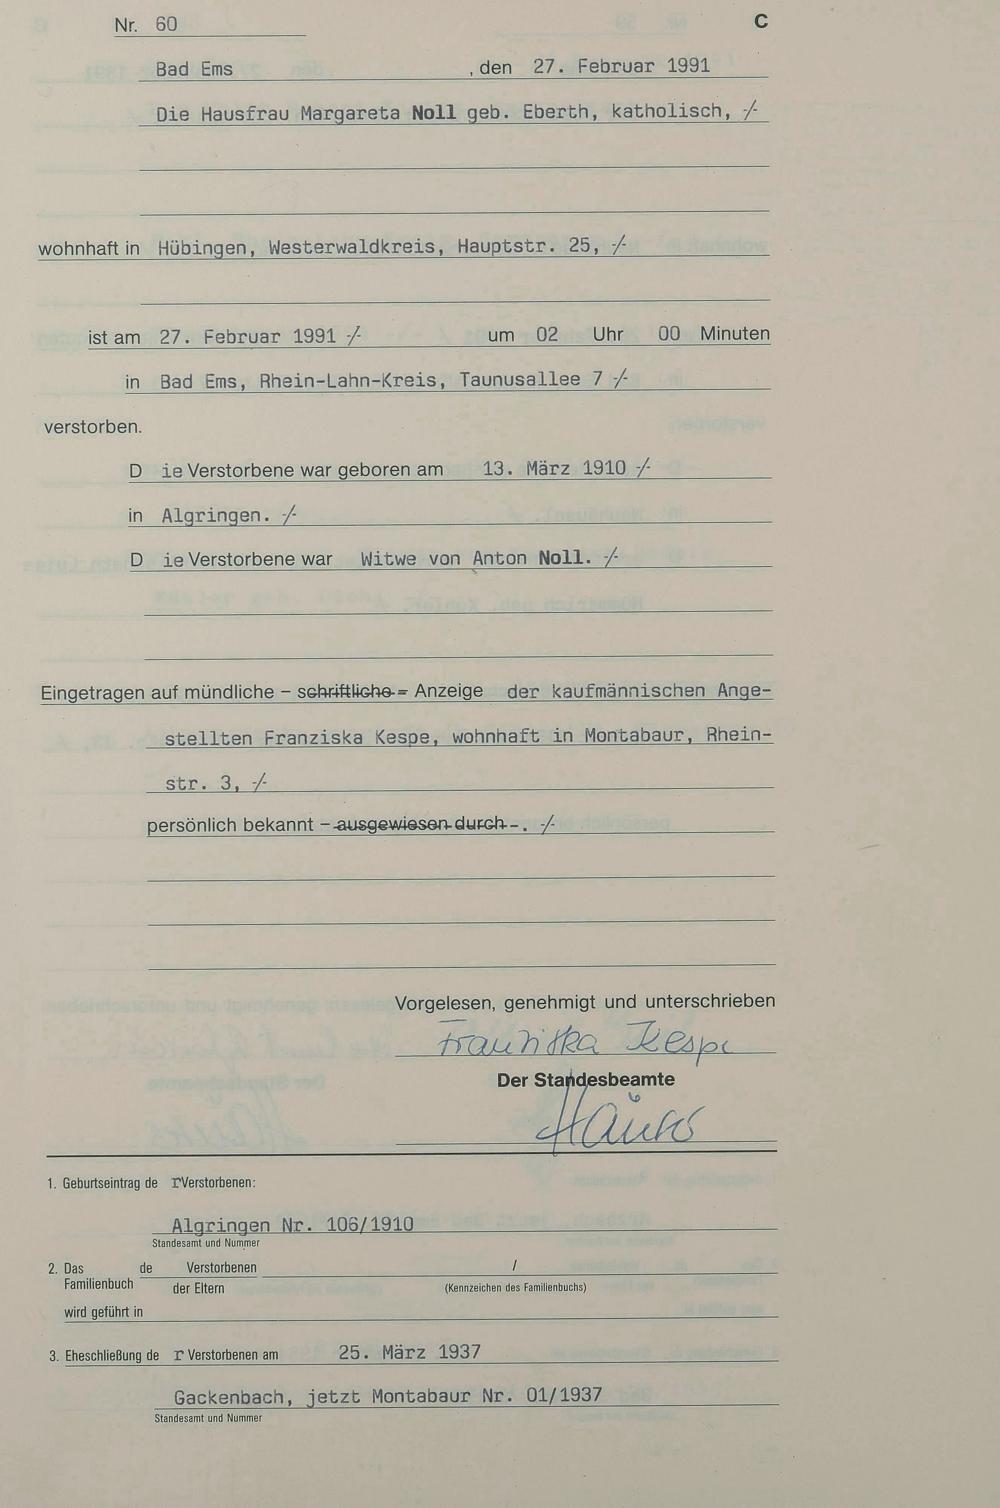 Nr. 60 C
Bad Ems , den 27. Februar 1991
Die Hausfrau Margareta Noll geb. Eberth, katholisch, -/-
wohnhaft in Hübingen, Westerwaldkreis, Hauptstr. 25, -/-
ist am 27. Februar 1991 -/- um 02 Uhr 00 Minuten
in Bad Ems, Rhein-Lahn-Kreis, Taunusallee 7 -/-
verstorben.
D ie Verstorbene war geboren am 13. März 1910 -/-
in Algringen. -/-
D ie Verstorbene war Witwe von Anton Noll. -/-
Eingetragen auf mündliche – schriftliche – Anzeige der kaufmännischen Ange-
stellten Franziska Kespe, wohnhaft in Montabaur, Rhein-
str. 3, -/-
persönlich bekannt – ausgewiesen durch – . -/-
Vorgelesen, genehmigt und unterschrieben
Franziska Kespe
Der Standesbeamte
1. Geburtseintrag de r Verstorbenen:
Algringen Nr. 106/1910
Standesamt und Nummer
2. Das de Verstorbenen /
Familienbuch der Eltern (Kennzeichen des Familienbuchs)
wird geführt in
3. Eheschließung de r Verstorbenen am 25. März 1937
Gackenbach, jetzt Montabaur Nr. 01/1937
Standesamt und Nummer